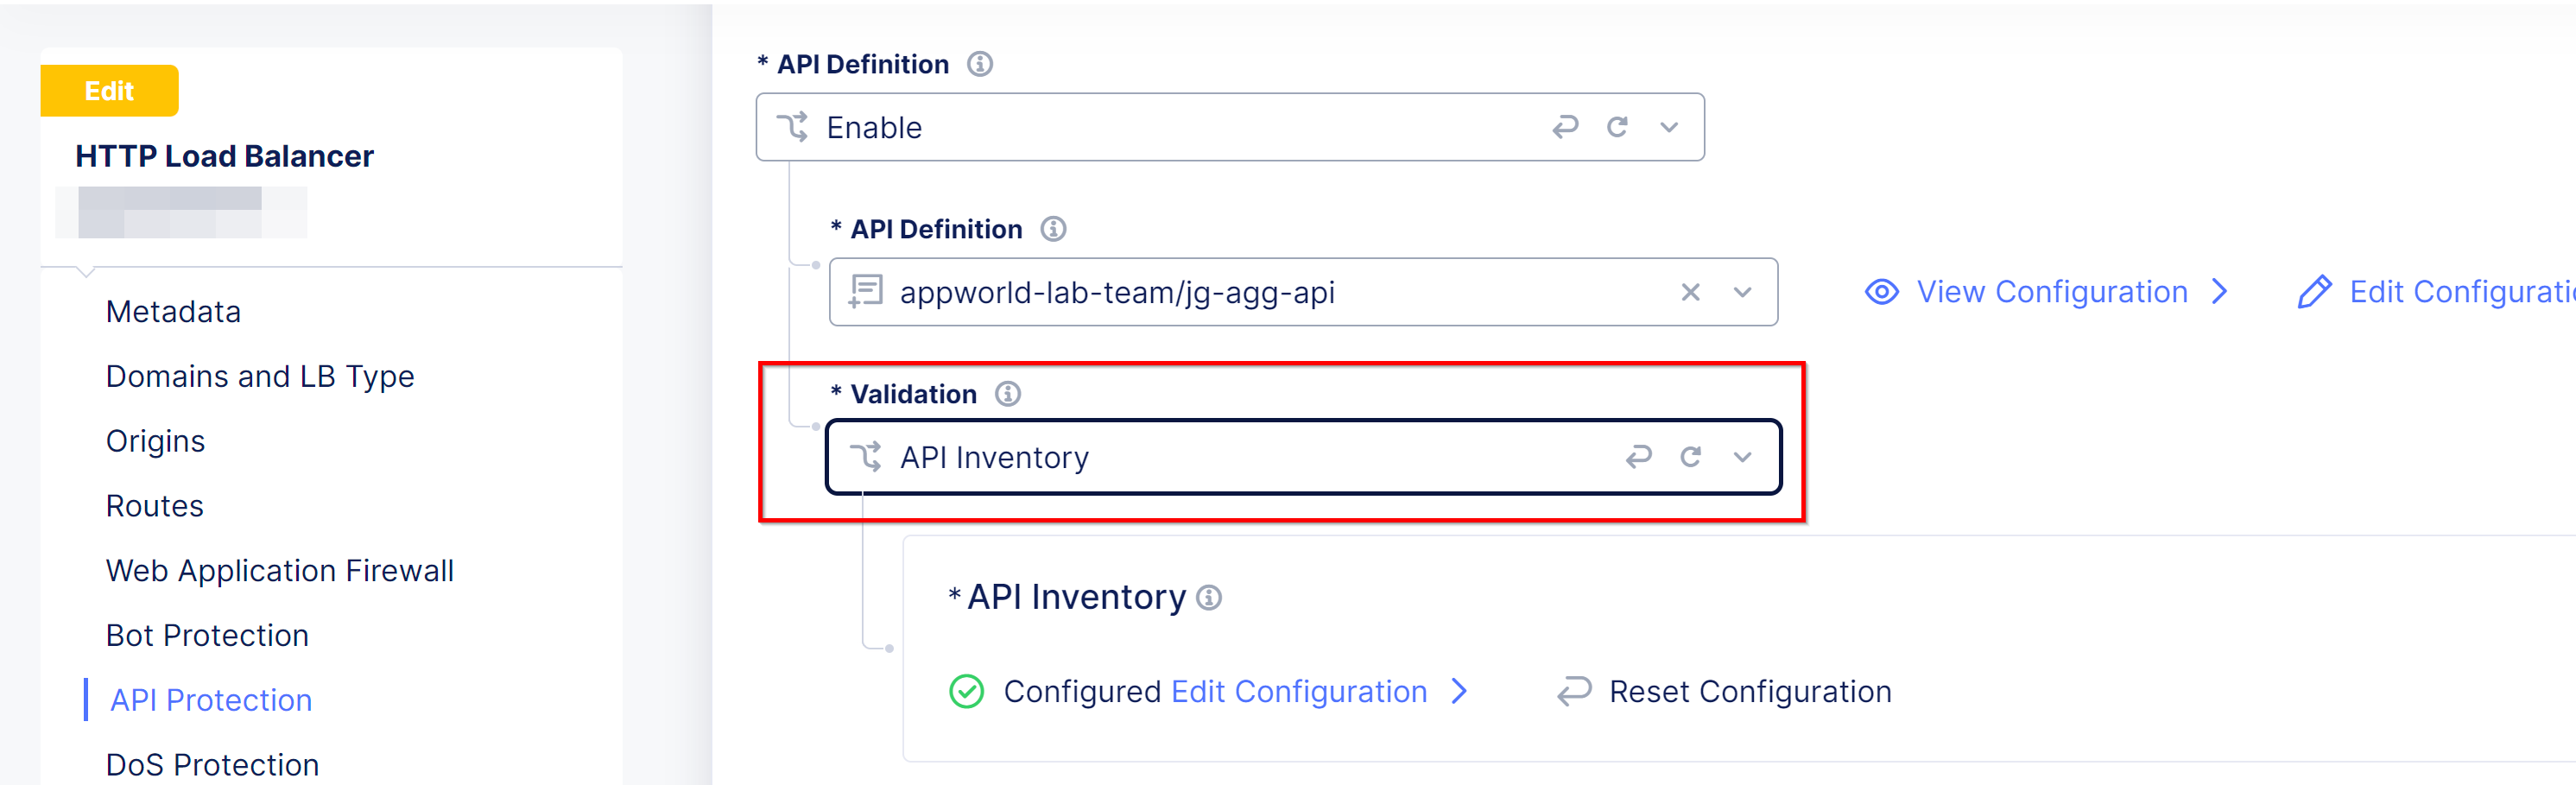 Edit
HTTP Load Balancer
Metadata
Domains and LB Type
Origins
Routes
Web Application Firewall
Bot Protection
API Protection
DoS Protection
* API Definition
Enable
* API Definition
appworld-lab-team/jg-agg-api
View Configuration
Edit Configurati
* Validation
API Inventory
* API Inventory
Configured Edit Configuration
Reset Configuration